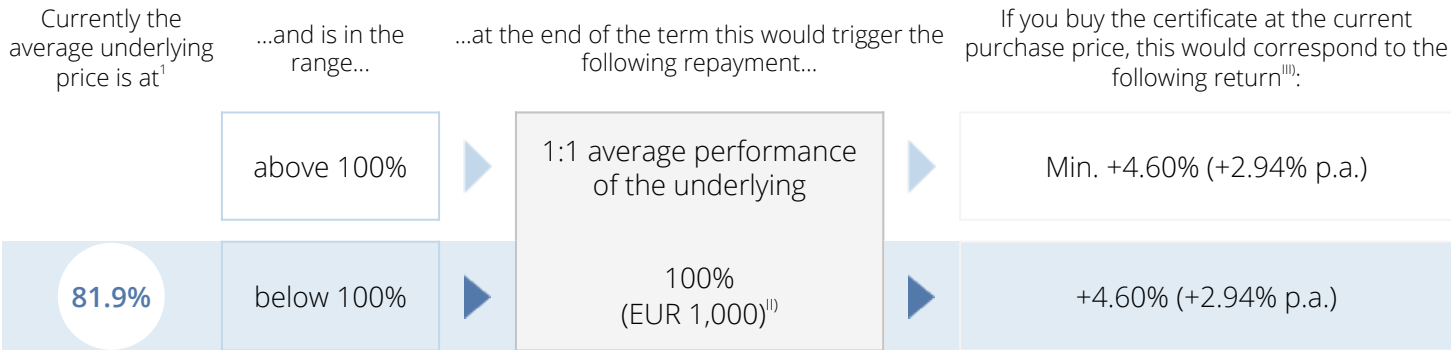 Currently the
average underlying
price is at¹
...and is in the
range...
...at the end of the term this would trigger the
following repayment...
If you buy the certificate at the current
purchase price, this would correspond to the
following return^III):
above 100%
1:1 average performance
of the underlying
Min. +4.60% (+2.94% p.a.)
81.9%
below 100%
100%
(EUR 1,000)^II)
+4.60% (+2.94% p.a.)